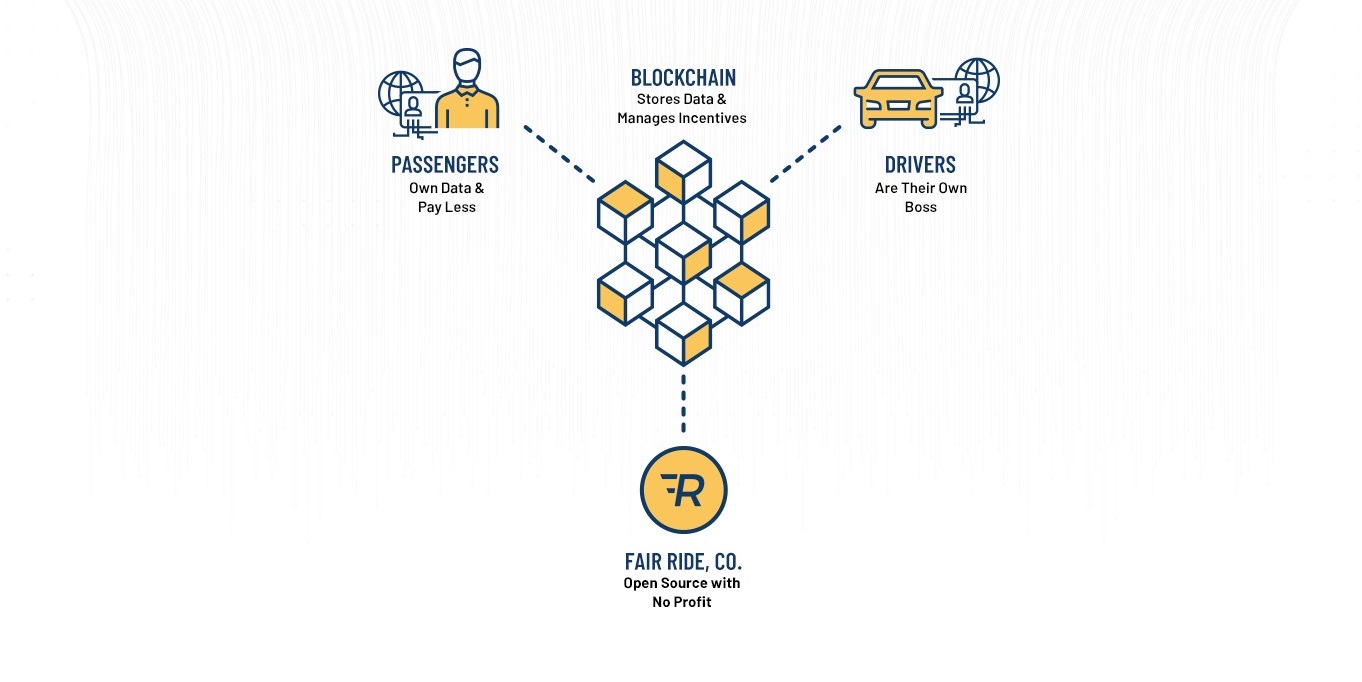 BLOCKCHAIN
Stores Data &
Manages Incentives
PASSENGERS
Own Data &
Pay Less
DRIVERS
Are Their Own
Boss
FR
FAIR RIDE, CO.
Open Source with
No Profit